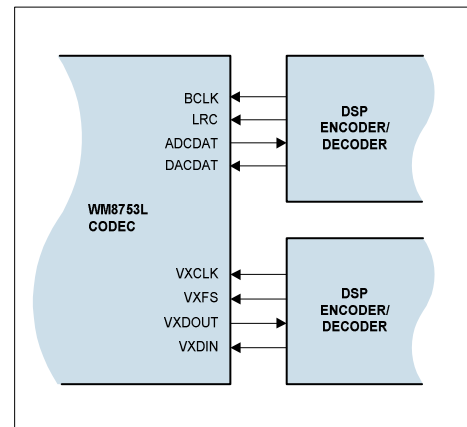 BCLK
LRC
ADCDAT
DACDAT
DSP
ENCODER/
DECODER
WM8753L
CODEC
VXCLK
VXFS
VXDOUT
VXDIN
DSP
ENCODER/
DECODER